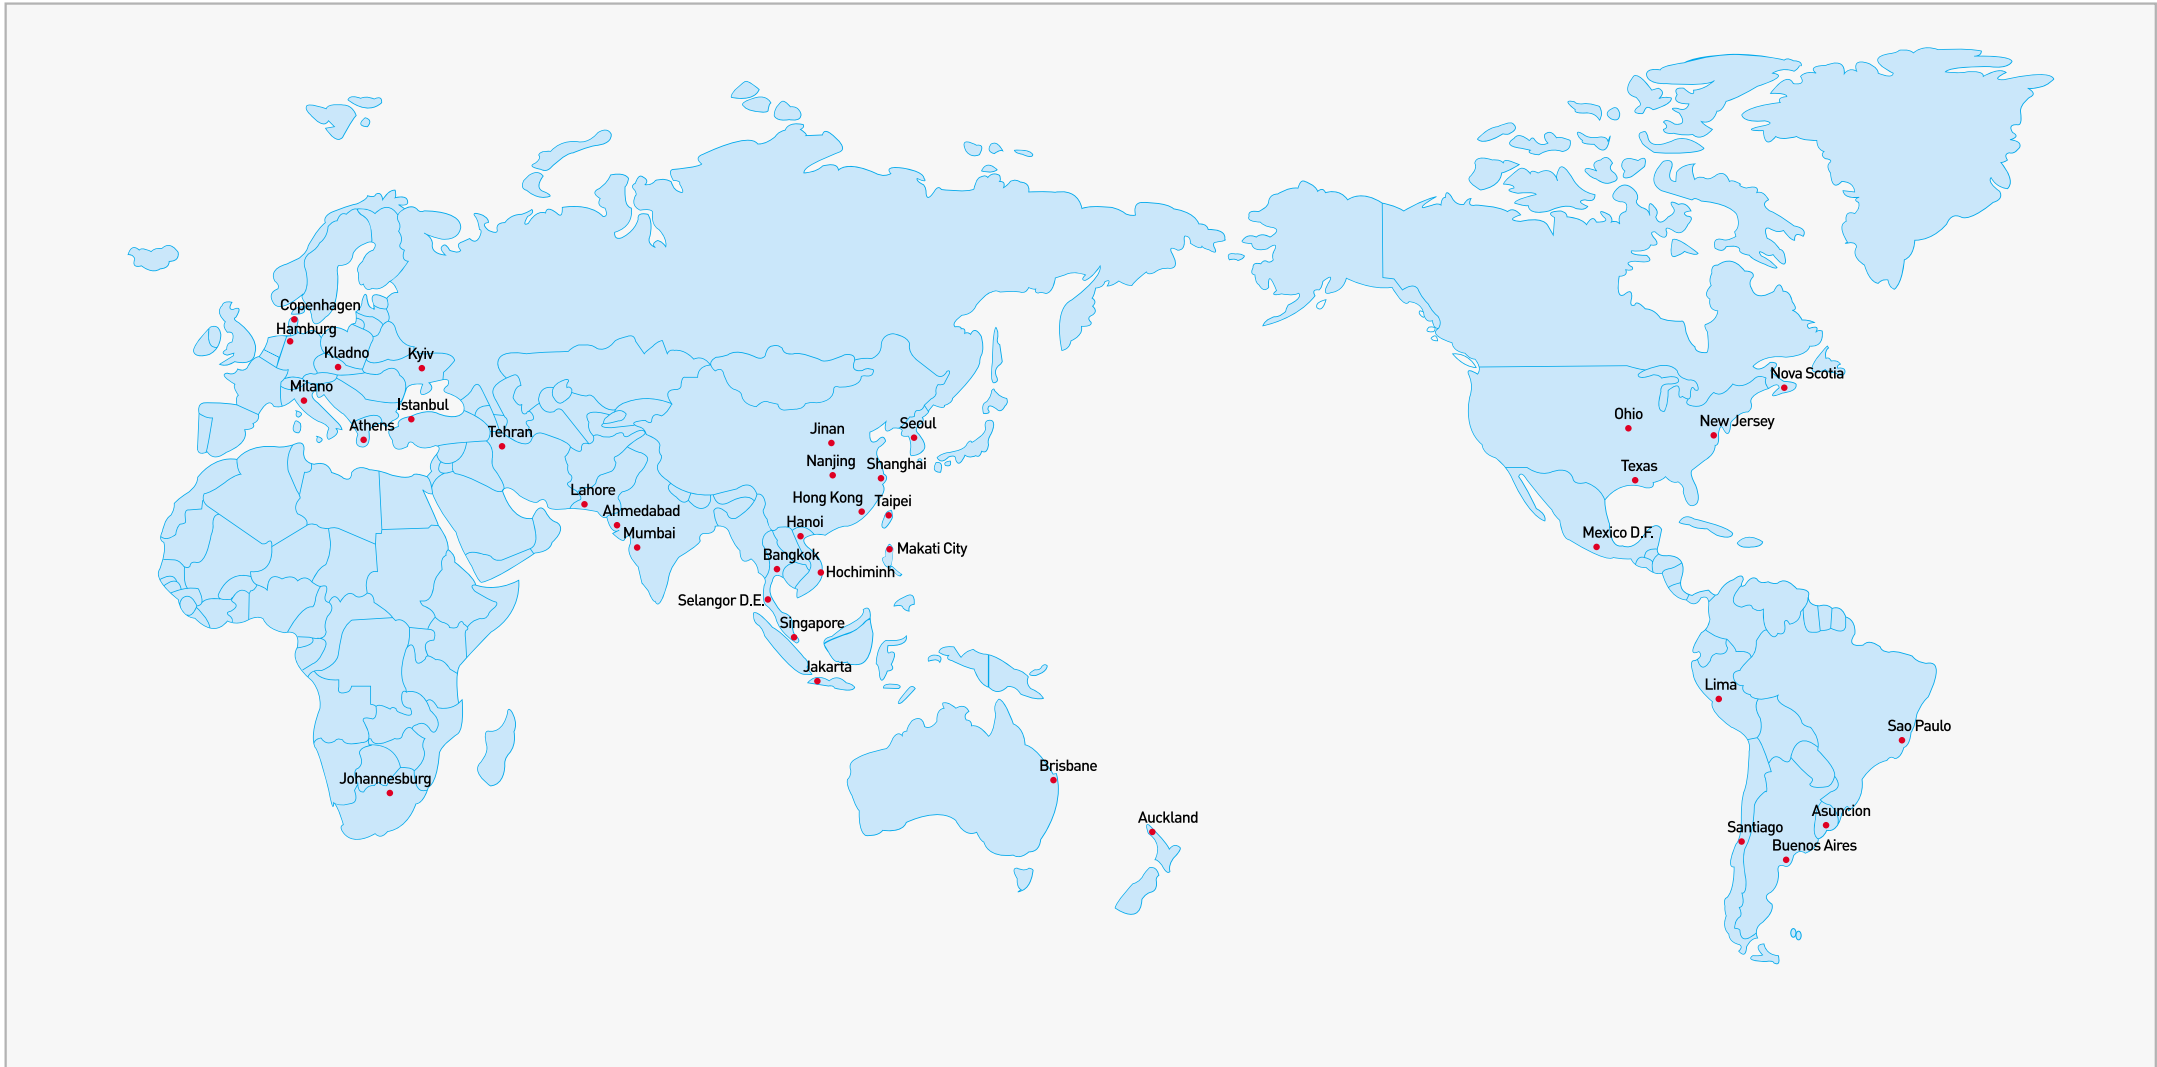 Copenhagen
Hamburg
Kladno
Kyiv
Milano
İstanbul
Athens
Tehran
Jinan
Seoul
Nanjing
Shanghai
Lahore
Hong Kong
Taipei
Ahmedabad
Hanoi
Mumbai
Makati City
Bangkok
Hochiminh
Selangor D.E.
Singapore
Jakarta
Johannesburg
Brisbane
Auckland
Nova Scotia
Ohio
New Jersey
Texas
Mexico D.F.
Lima
Sao Paulo
Asuncion
Santiago
Buenos Aires